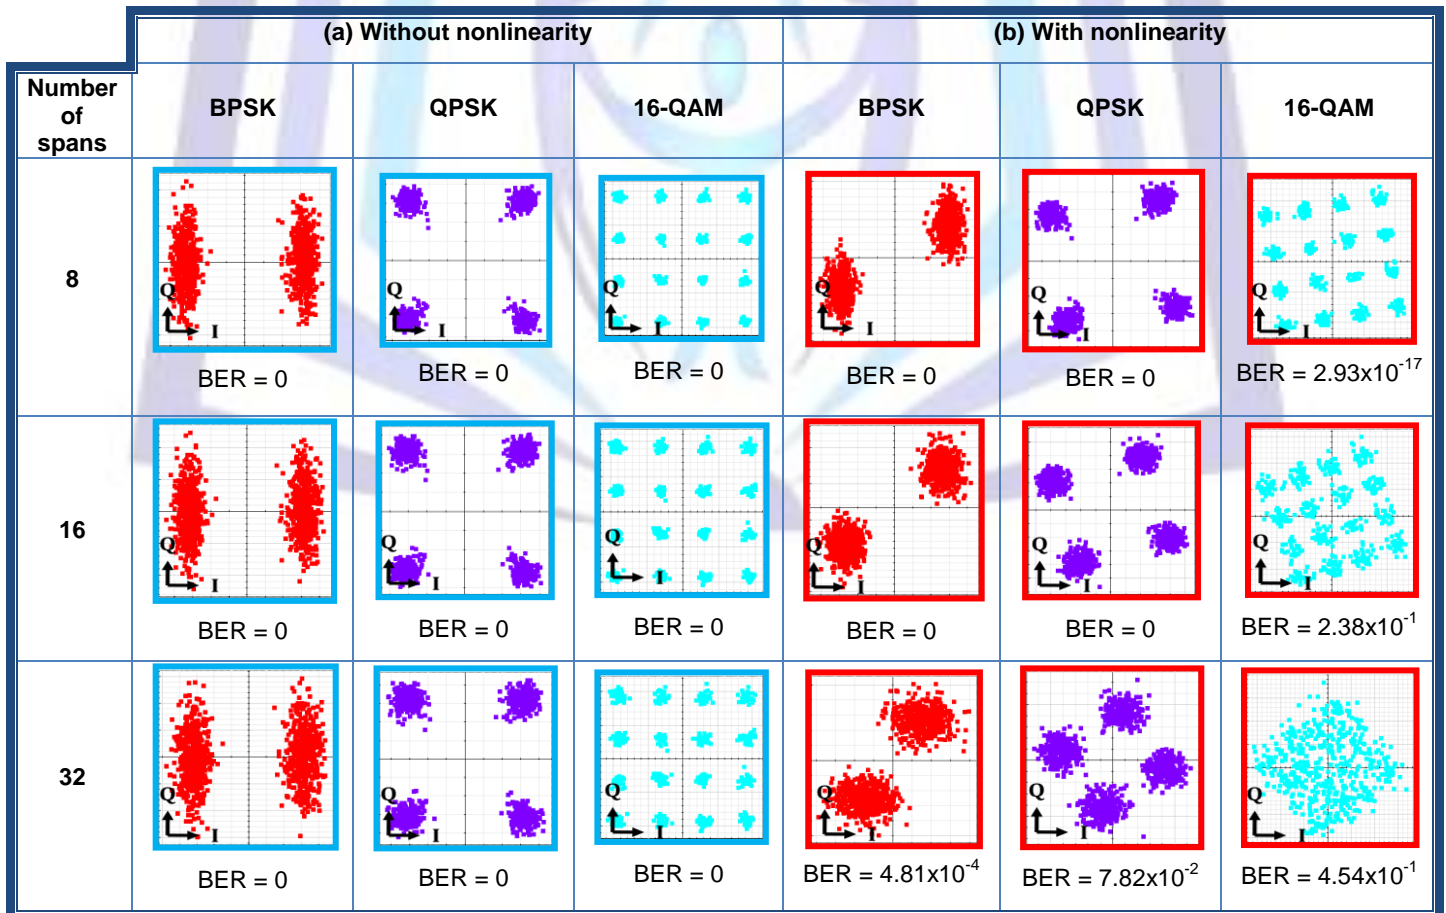 (a) Without nonlinearity (b) With nonlinearity
Number
of
spans
BPSK QPSK 16-QAM BPSK QPSK 16-QAM
8
Q I Q I Q I Q I Q I Q I
BER = 0 BER = 0 BER = 0 BER = 0 BER = 0 BER = 2.93x10⁻¹⁷
16
Q I Q I Q I Q I Q I Q I
BER = 0 BER = 0 BER = 0 BER = 0 BER = 0 BER = 2.38x10⁻¹
32
Q I Q I Q I Q I Q I Q I
BER = 0 BER = 0 BER = 0 BER = 4.81x10⁻⁴ BER = 7.82x10⁻² BER = 4.54x10⁻¹